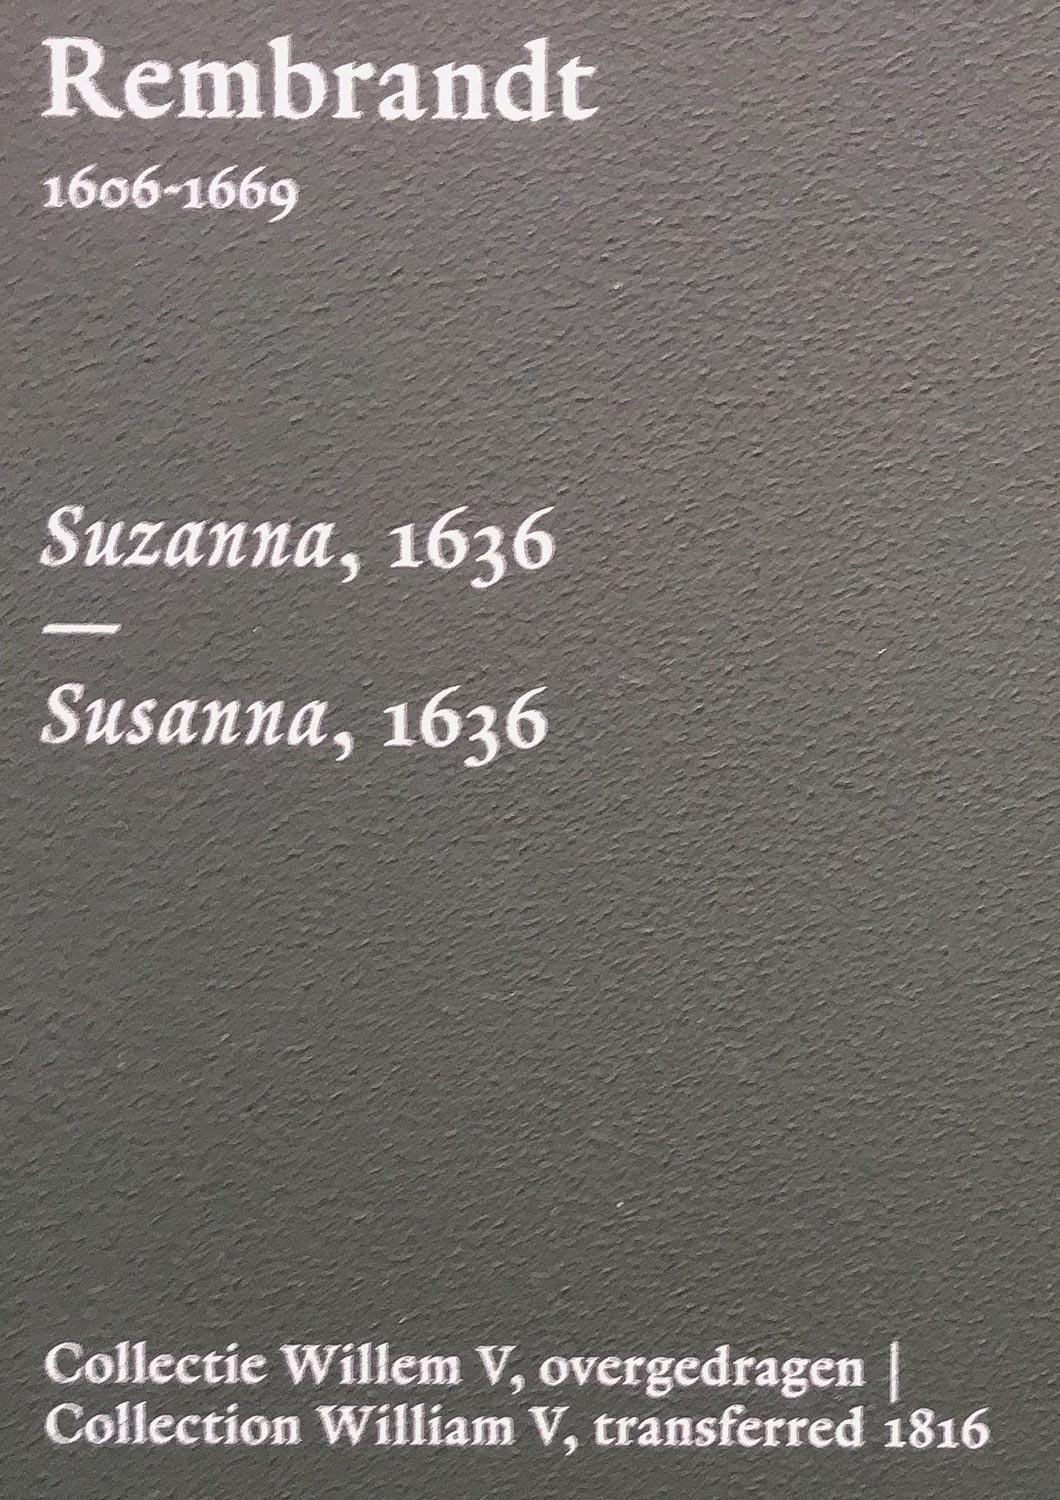 Rembrandt
1606-1669
Suzanna, 1636
—
Susanna, 1636
Collectie Willem V, overgedragen |
Collection William V, transferred 1816